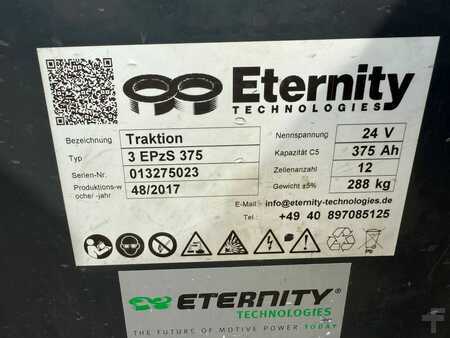 Eternity
TECHNOLOGIES
Bezeichnung Traktion
Typ 3 EPzS 375
Serien-Nr. 013275023
Produktions-w
oche/ -jahr 48/2017
Nennspannung 24 V
Kapazität C5 375 Ah
Zellenanzahl 12
Gewicht ±5% 288 kg
E-Mail: info@eternity-technologies.de
Tel.: +49 40 897085125
ETERNITY®
TECHNOLOGIES
THE FUTURE OF MOTIVE POWER TODAY